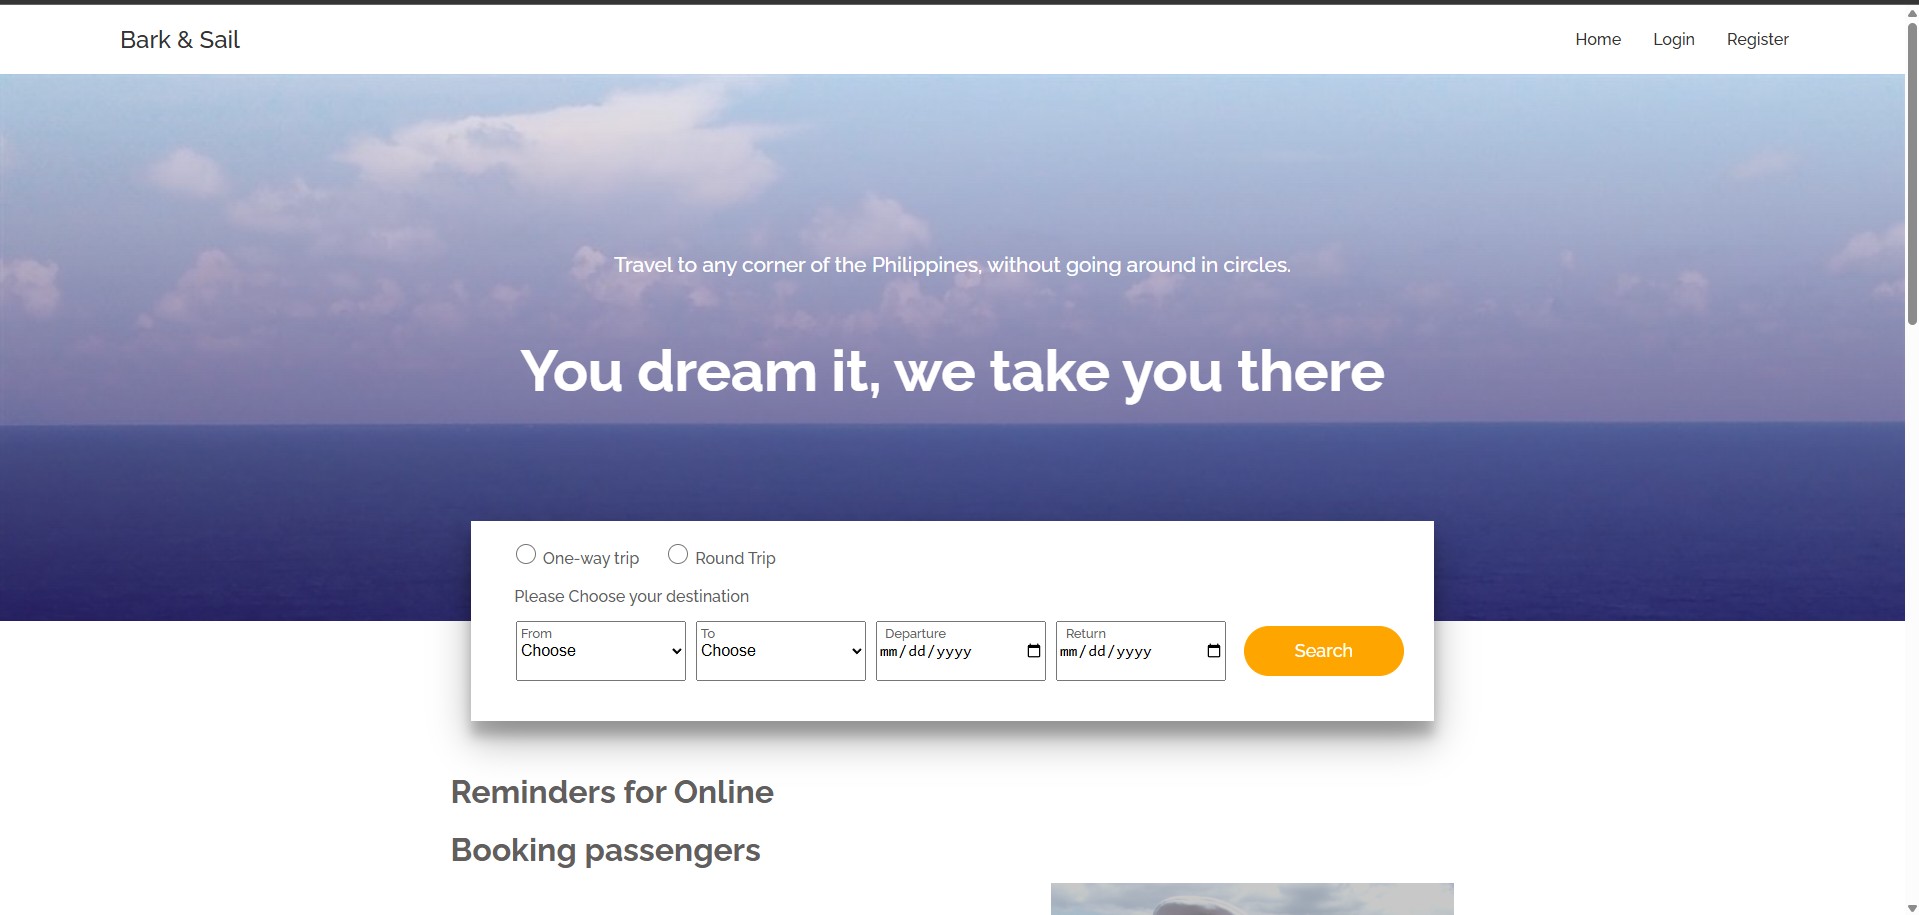 Bark & Sail
Home Login Register
Travel to any corner of the Philippines, without going around in circles.
You dream it, we take you there
One-way trip Round Trip
Please Choose your destination
From To Departure Return
Choose Choose mm/dd/yyyy mm/dd/yyyy Search
Reminders for Online
Booking passengers